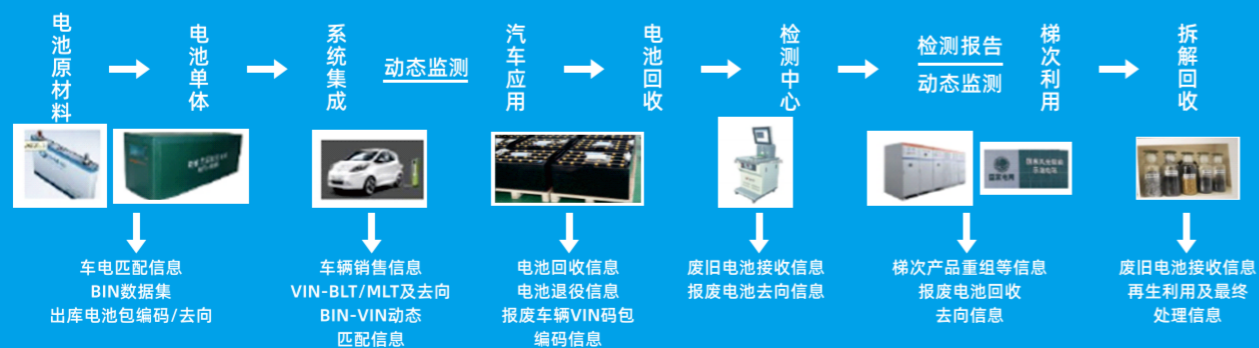 电池原材料
电池单体
系统集成
动态监测
汽车应用
电池回收
检测中心
检测报告
动态监测
梯次利用
拆解回收
车电匹配信息
BIN数据集
出库电池包编码/去向
车辆销售信息
VIN-BLT/MLT及去向
BIN-VIN动态
匹配信息
电池回收信息
电池退役信息
报废车辆VIN码包
编码信息
废旧电池接收信息
报废电池去向信息
梯次产品重组等信息
报废电池回收
去向信息
废旧电池接收信息
再生利用及最终
处理信息